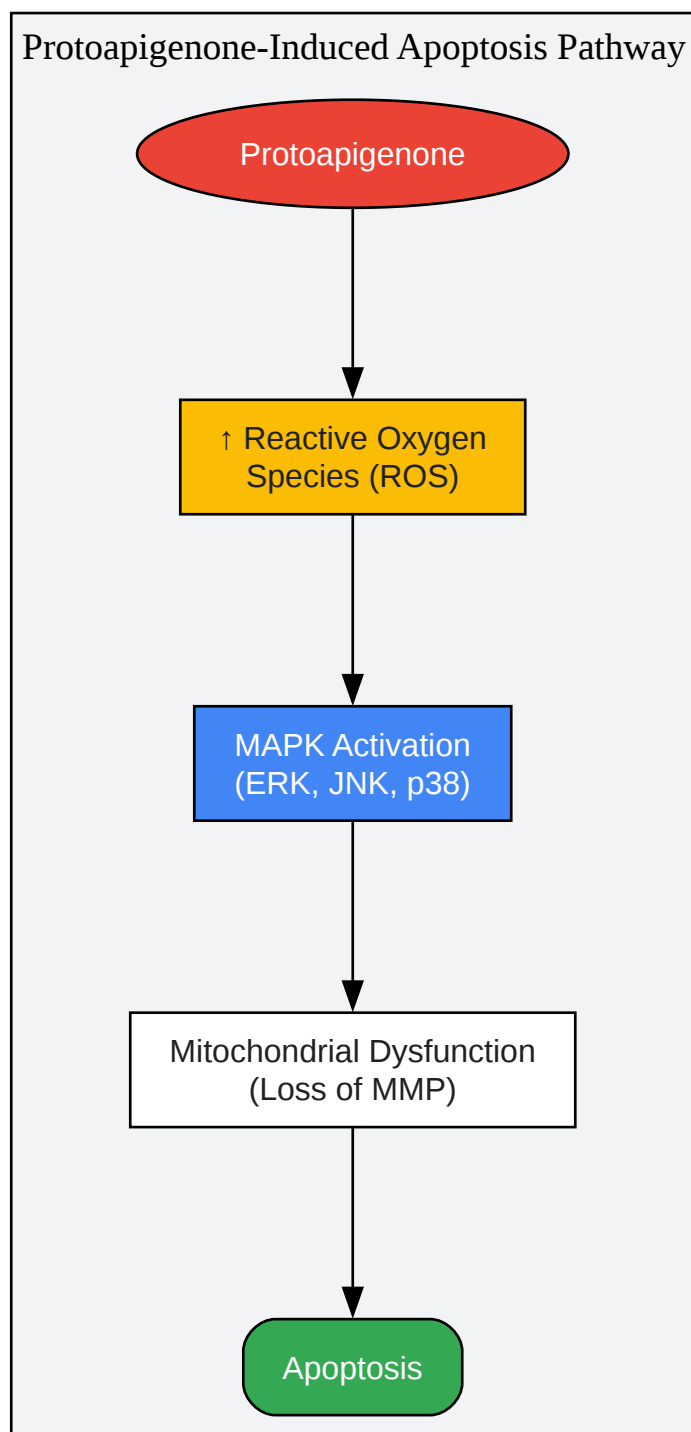 Protoapigenone-Induced Apoptosis Pathway
Protoapigenone
↑ Reactive Oxygen
Species (ROS)
MAPK Activation
(ERK, JNK, p38)
Mitochondrial Dysfunction
(Loss of MMP)
Apoptosis